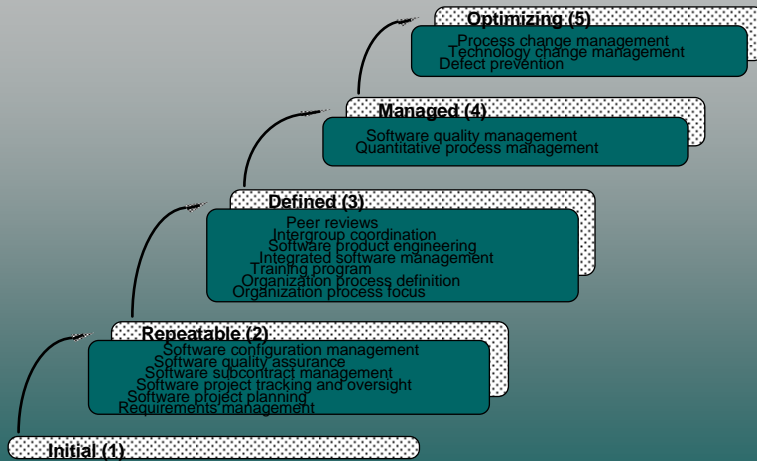 Optimizing (5)
Process change management
Technology change management
Defect prevention
Managed (4)
Software quality management
Quantitative process management
Defined (3)
Peer reviews
Intergroup coordination
Software product engineering
Integrated software management
Training program
Organization process definition
Organization process focus
Repeatable (2)
Software configuration management
Software quality assurance
Software subcontract management
Software project tracking and oversight
Software project planning
Requirements management
Initial (1)